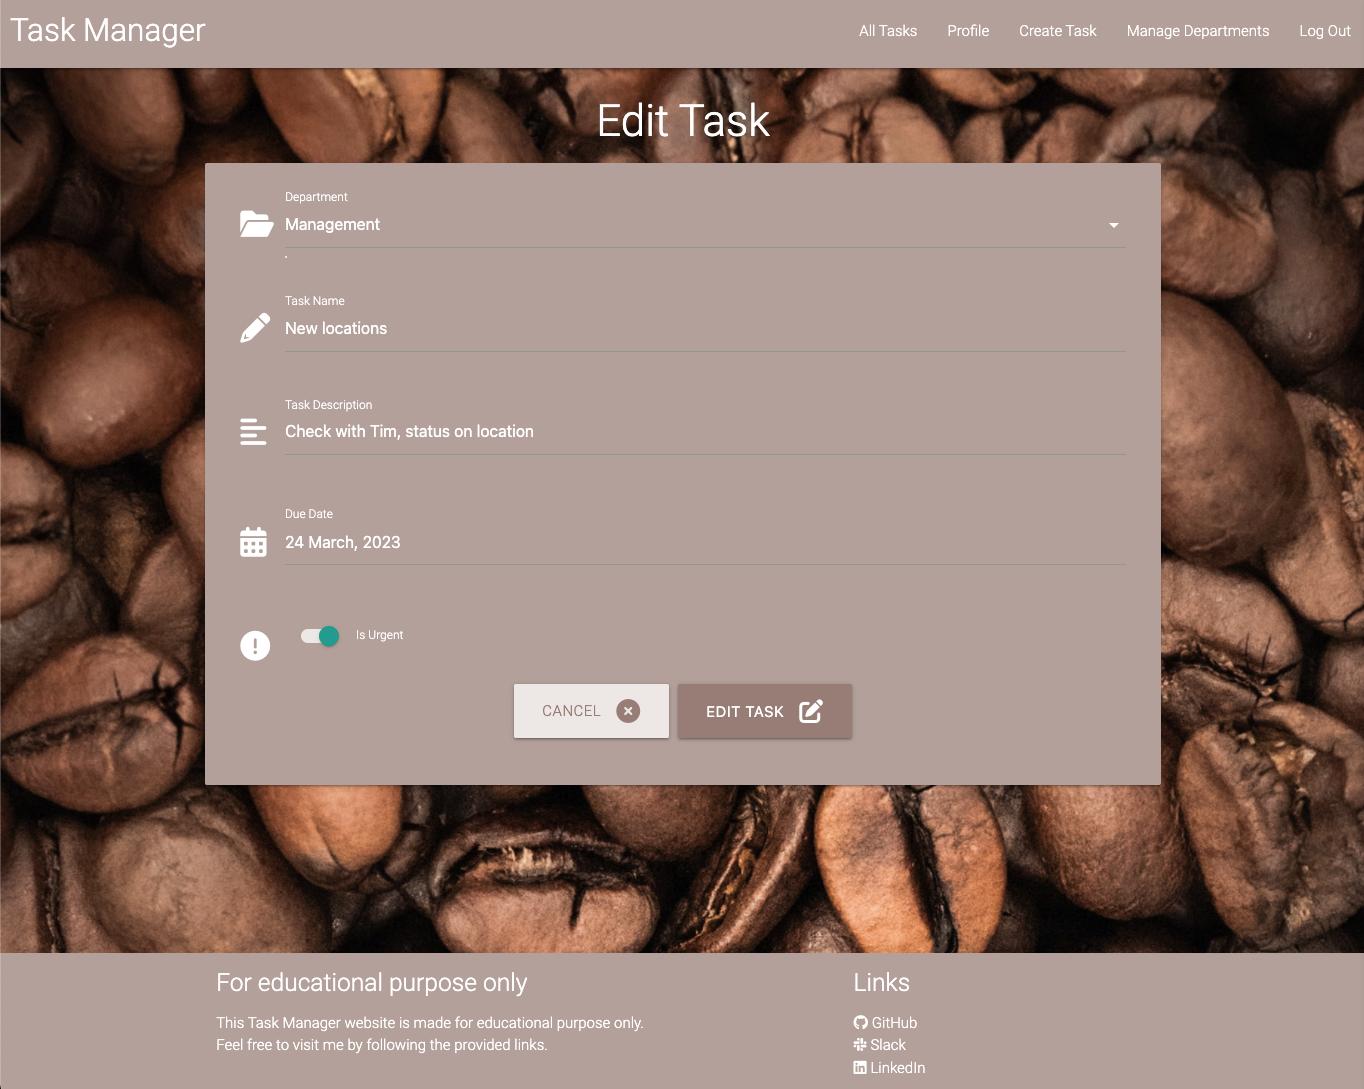 Task Manager
All Tasks Profile Create Task Manage Departments Log Out
Edit Task
Department
Management
.
Task Name
New locations
Task Description
Check with Tim, status on location
Due Date
24 March, 2023
Is Urgent
CANCEL
EDIT TASK
For educational purpose only
This Task Manager website is made for educational purpose only.
Feel free to visit me by following the provided links.
Links
GitHub
Slack
LinkedIn